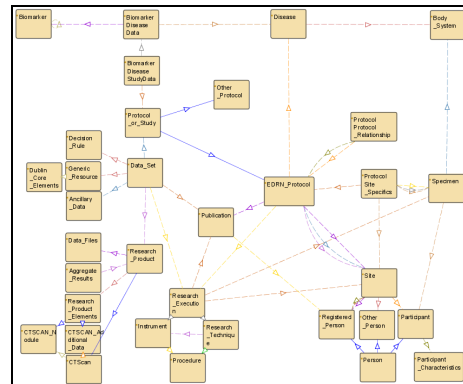 Biomarker
Biomarker
Disease
Data
Disease
Body
_System
Biomarker
Disease
StudyData
Other
_Protocol
Protocol
_or_Study
Protocol
Protocol_
_Relationship
Decision
_Rule
Dublin
_Core
_Elements
Generic
_Resource
Data_Set
EDRN_Protocol
Protocol
Site
_Specifics
Specimen
Ancillary
_Data
Publication
Data_Files
Research
_Product
Aggregate
_Results
Site
Research
_Product
_Elements
Research
_Execution
Registered
_Person
Other
_Person
Participant
CTSCAN_N
odule
CTSCAN_Ad
ditional
_Data
Instrument
Research
_Technique
CTScan
Procedure
Person
Participant
_Characteristics